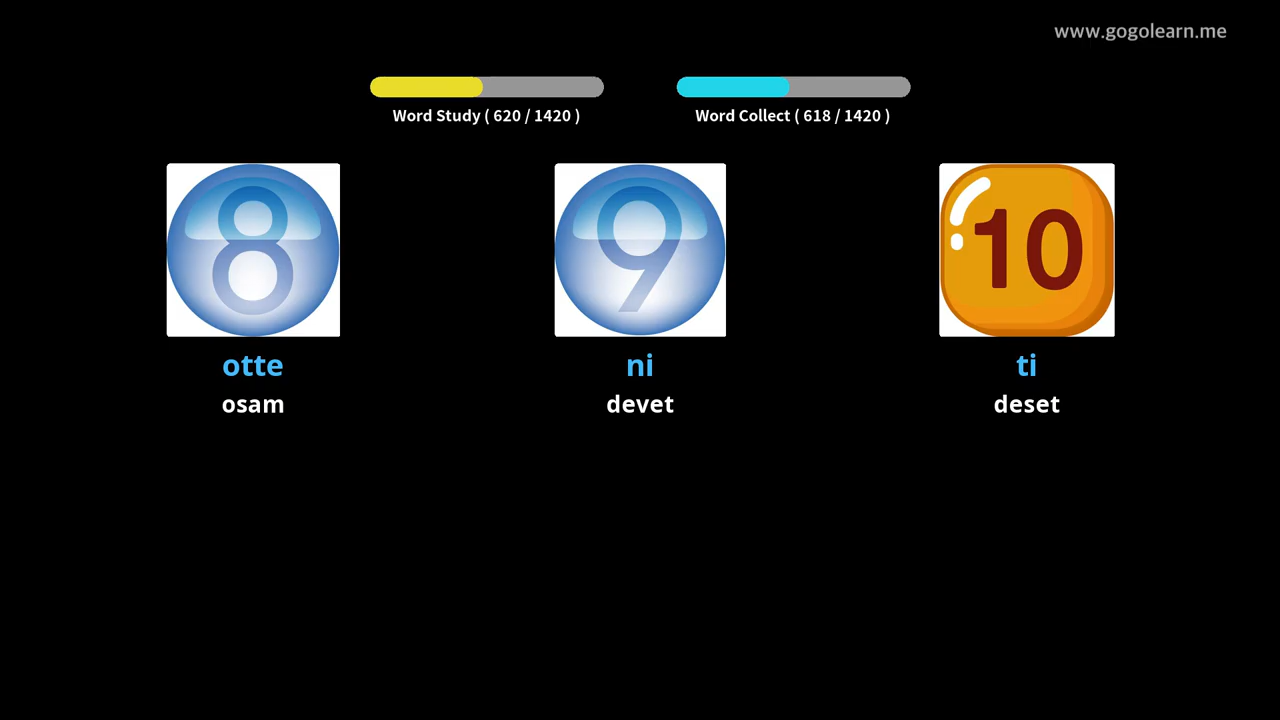 www.gogolearn.me
Word Study ( 620 / 1420 )
Word Collect ( 618 / 1420 )
8
9
10
otte
ni
ti
osam
devet
deset